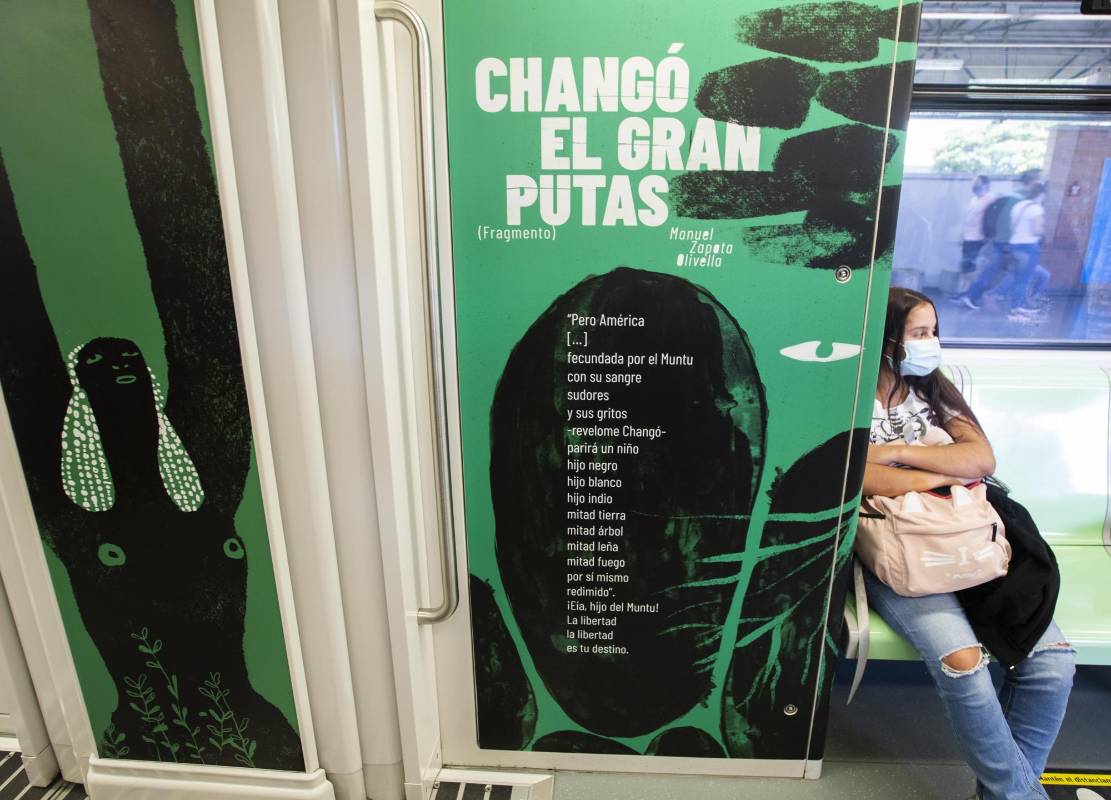 CHANGÓ
EL GRAN
PUTAS
(Fragmento)
Manuel
Zapata
Olivella
“Pero América
[...]
fecundada por el Muntu
con su sangre
sudores
y sus gritos
-revelome Changó-
parirá un niño
hijo negro
hijo blanco
hijo indio
mitad tierra
mitad árbol
mitad leña
mitad fuego
por sí mismo
redimido”.
¡Eía, hijo del Muntu!
La libertad
la libertad
es tu destino.